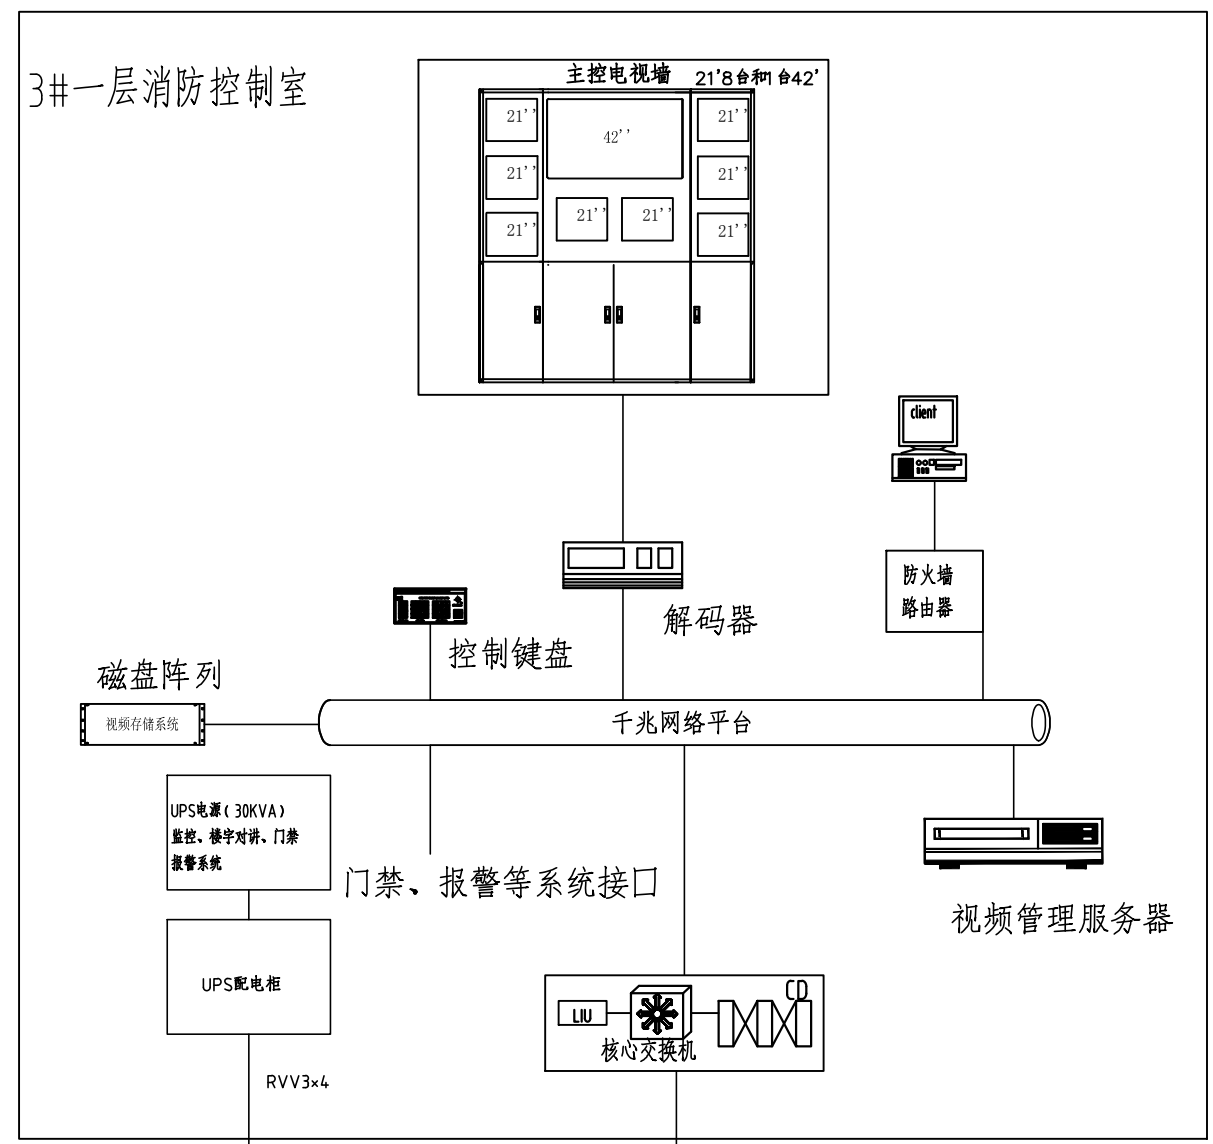 3#一层消防控制室
主控电视墙 21'8台和1台42'
21''
42''
21''
21''
21''
21''
21''
21''
21''
21''
client
防火墙
路由器
解码器
控制键盘
磁盘阵列
视频存储系统
千兆网络平台
UPS电源(30KVA)
监控、楼宇对讲、门禁
报警系统
门禁、报警等系统接口
视频管理服务器
UPS配电柜
CD
LIU
核心交换机
RVV3×4